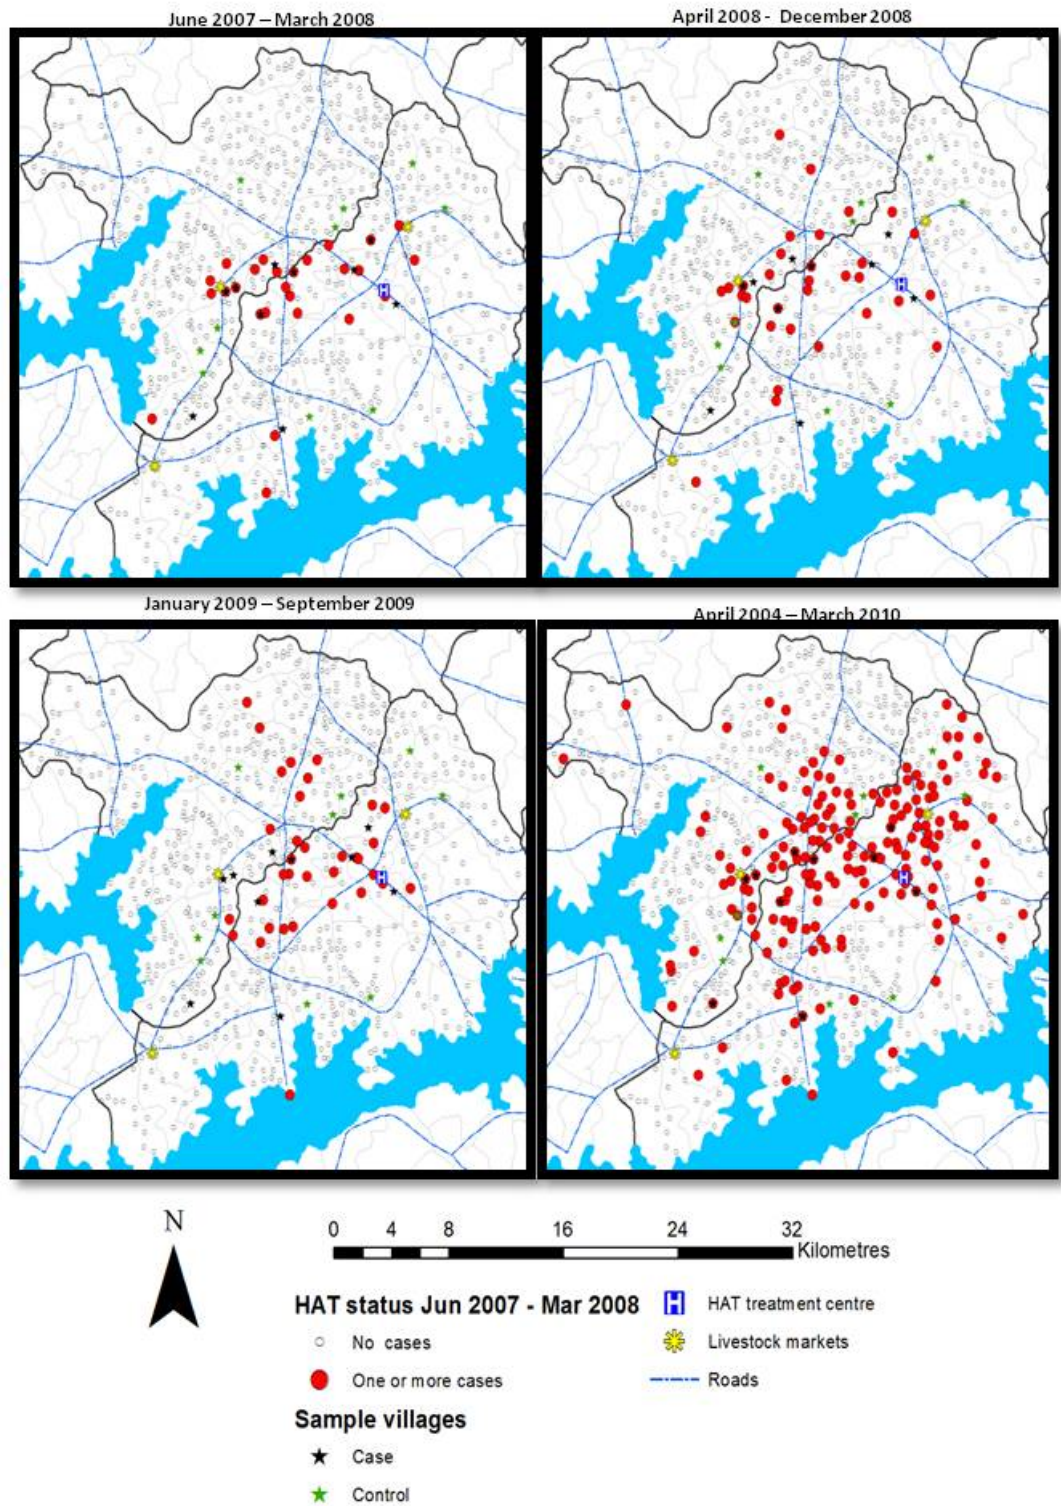 June 2007 – March 2008
April 2008 - December 2008
January 2009 – September 2009
April 2004 – March 2010
H
H
H
H
N
0 4 8 16 24 32
Kilometres
HAT status Jun 2007 - Mar 2008
No cases
One or more cases
Sample villages
Case
Control
H HAT treatment centre
Livestock markets
Roads